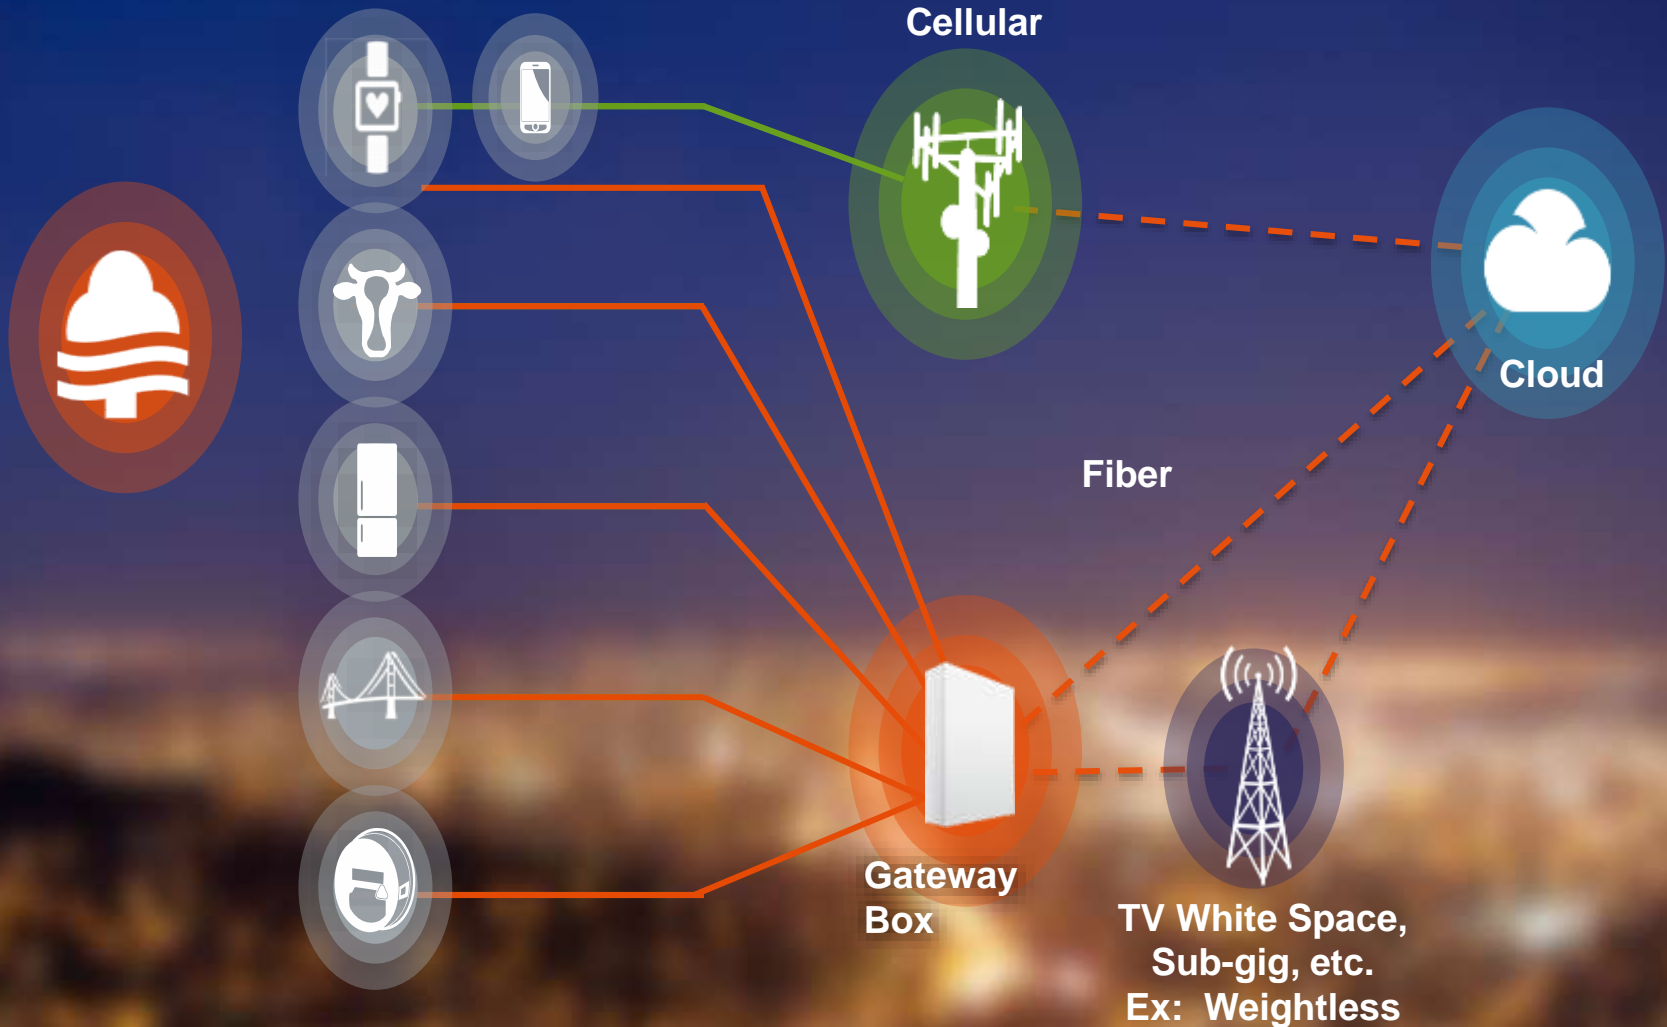 Cellular
Cloud
Fiber
Gateway
Box
TV White Space,
Sub-gig, etc.
Ex:  Weightless